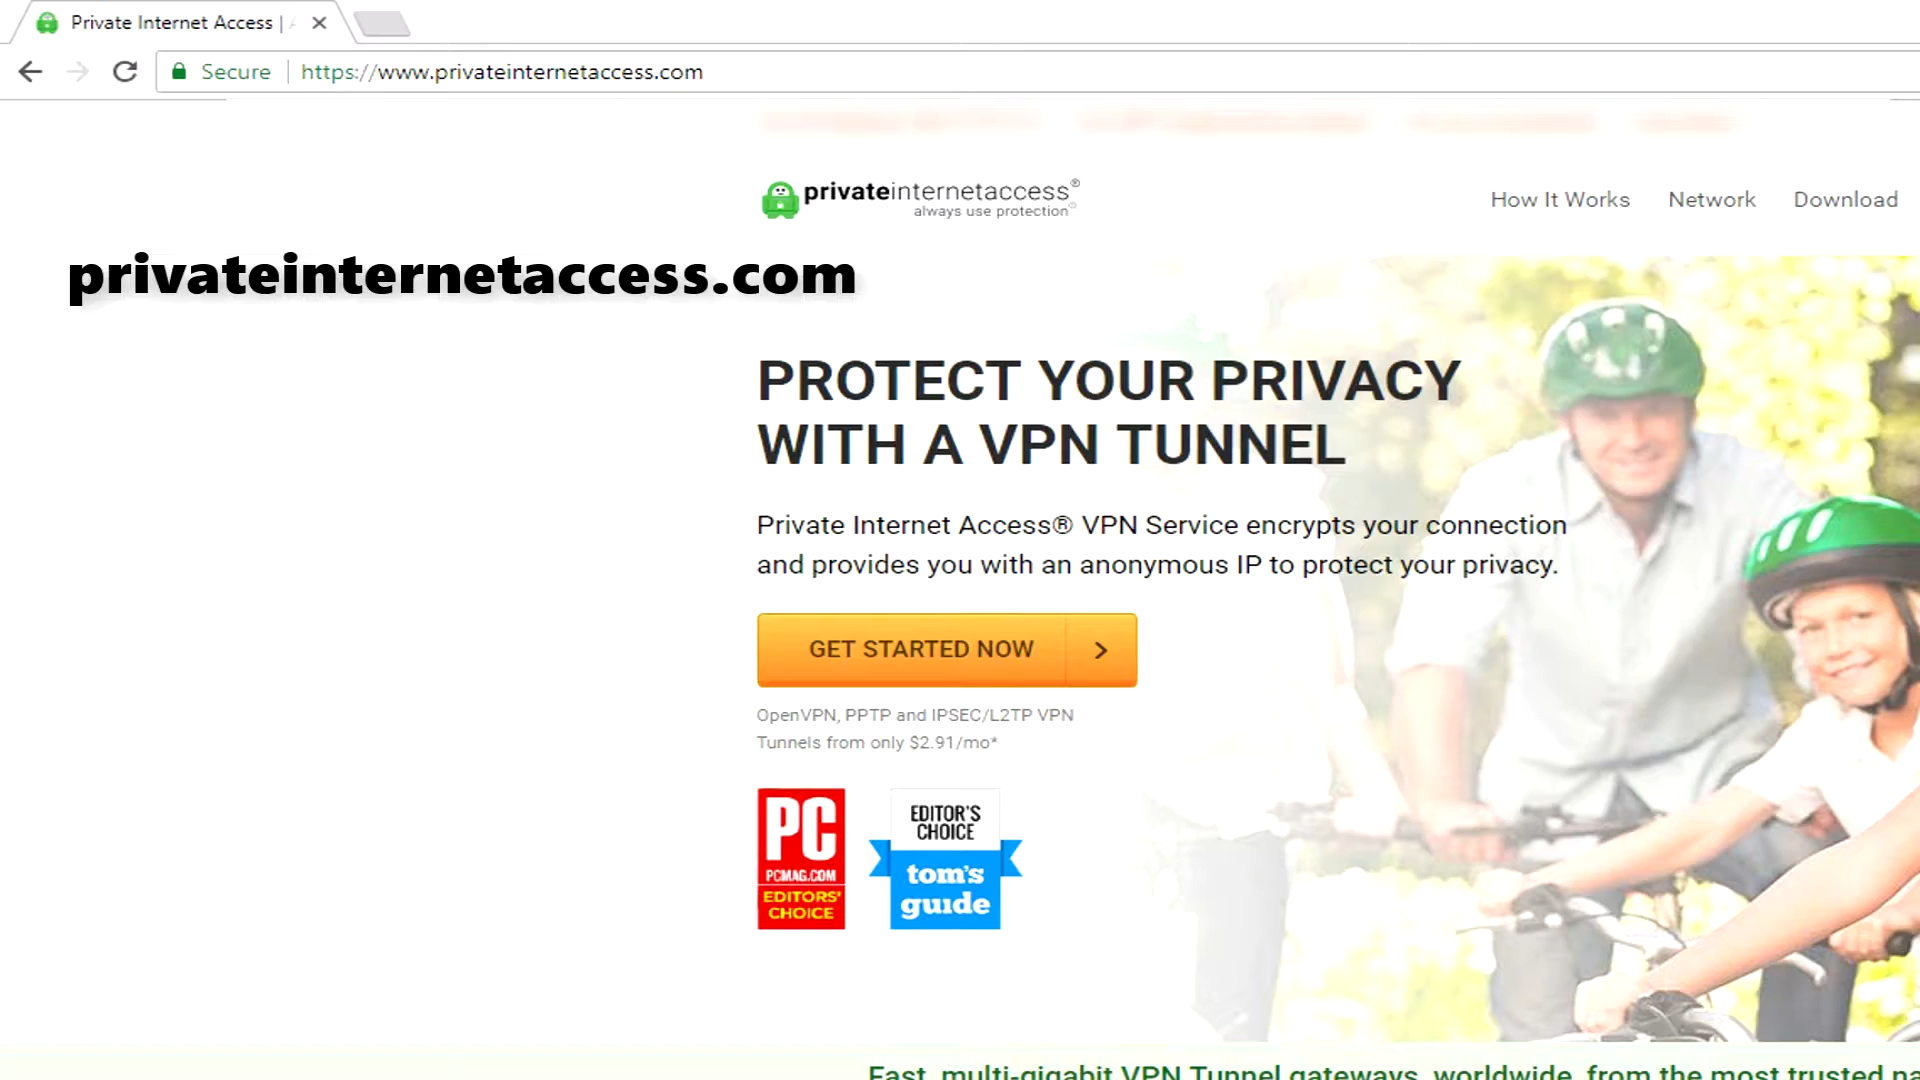 Private Internet Access |
Secure
https://www.privateinternetaccess.com
privateinternetaccess®
always use protection
How It Works
Network
Download
privateinternetaccess.com
PROTECT YOUR PRIVACY
WITH A VPN TUNNEL
Private Internet Access® VPN Service encrypts your connection
and provides you with an anonymous IP to protect your privacy.
GET STARTED NOW
OpenVPN, PPTP and IPSEC/L2TP VPN
Tunnels from only $2.91/mo*
PC
PCMAG.COM
EDITORS'
CHOICE
EDITOR'S
CHOICE
tom's
guide
Fast, multi-gigabit VPN Tunnel gateways, worldwide, from the most trusted